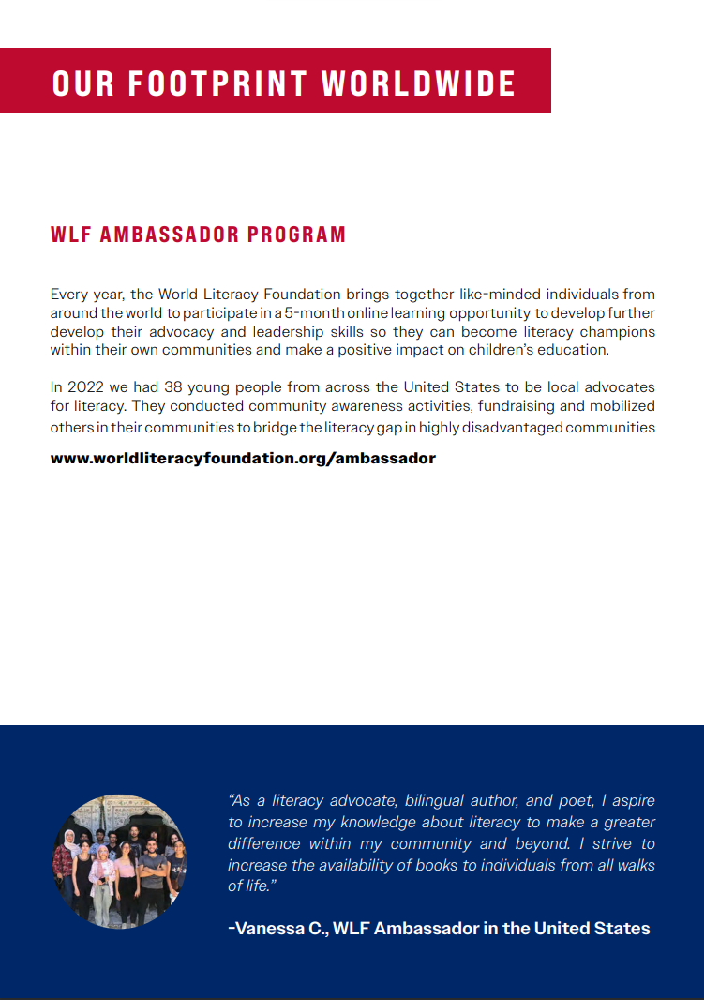 OUR FOOTPRINT WORLDWIDE
WLF AMBASSADOR PROGRAM
Every year, the World Literacy Foundation brings together like-minded individuals from
around the world to participate in a 5-month online learning opportunity to develop further
develop their advocacy and leadership skills so they can become literacy champions
within their own communities and make a positive impact on children's education.
In 2022 we had 38 young people from across the United States to be local advocates
for literacy. They conducted community awareness activities, fundraising and mobilized
others in their communities to bridge the literacy gap in highly disadvantaged communities
www.worldliteracyfoundation.org/ambassador
“As a literacy advocate, bilingual author, and poet, I aspire
to increase my knowledge about literacy to make a greater
difference within my community and beyond. I strive to
increase the availability of books to individuals from all walks
of life.”
-Vanessa C., WLF Ambassador in the United States